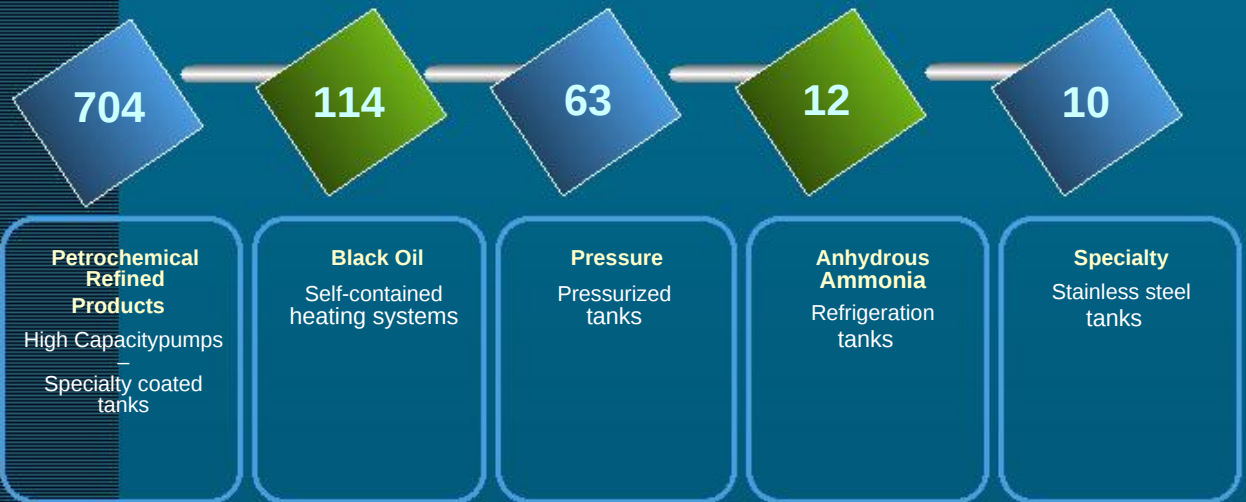 704
114
63
12
10
Petrochemical
Refined
Products
High Capacitypumps
–
Specialty coated
tanks
Black Oil
Self-contained
heating systems
Pressure
Pressurized
tanks
Anhydrous
Ammonia
Refrigeration
tanks
Specialty
Stainless steel
tanks